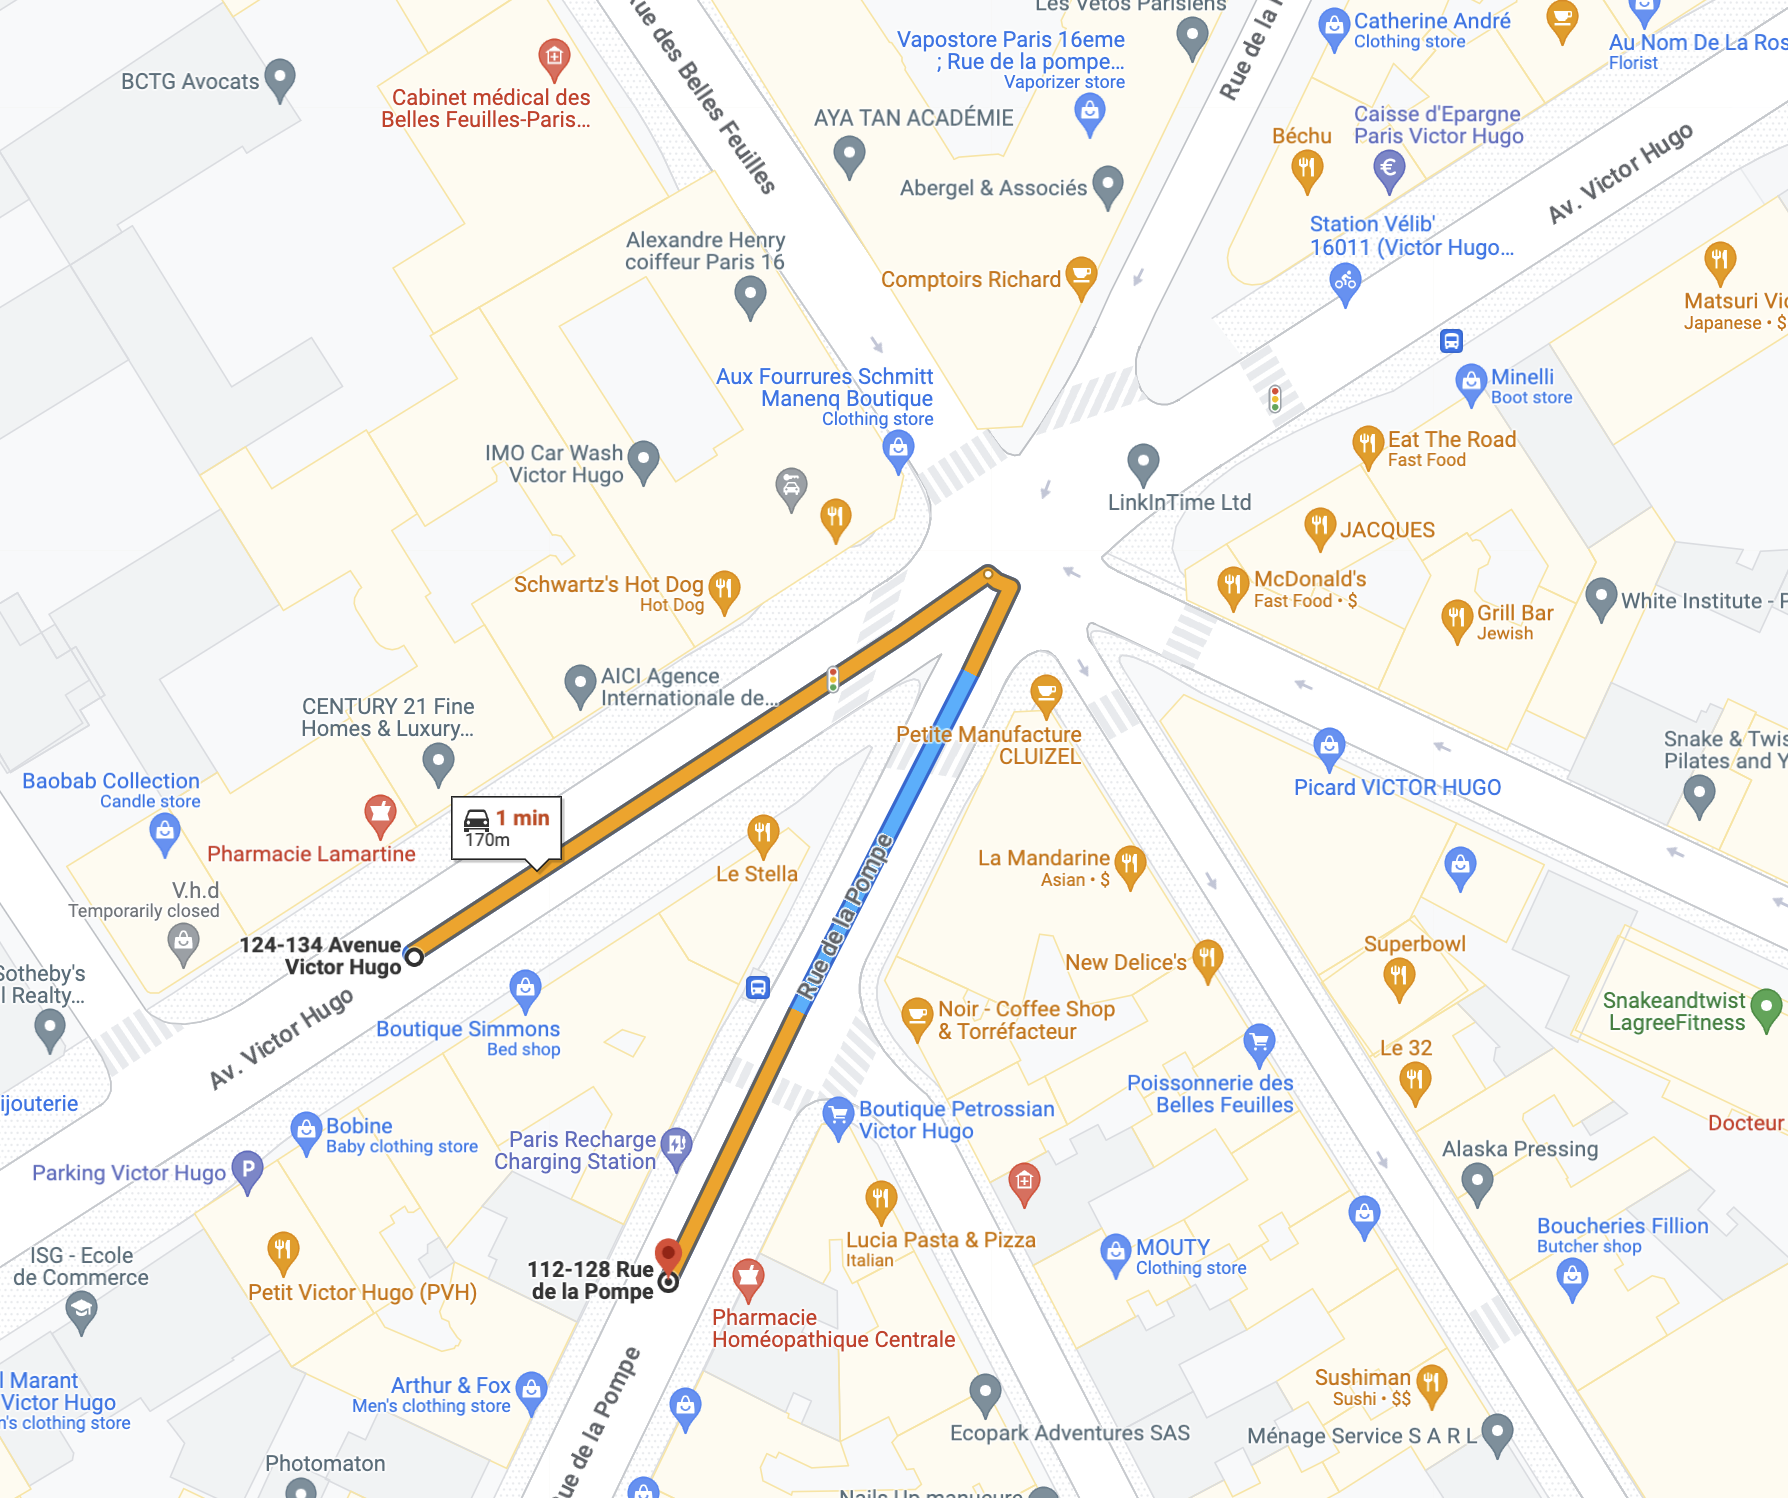 Les Vétos Parisiens
Catherine André
Clothing store
Au Nom De La Ros
Florist
Rue des Belles Feuilles
Vapostore Paris 16eme
; Rue de la pompe...
Vaporizer store
Rue de la
BCTG Avocats
Cabinet médical des
Belles Feuilles-Paris...
AYA TAN ACADÉMIE
Caisse d'Epargne
Paris Victor Hugo
Béchu
Av. Victor Hugo
Abergel & Associés
Station Vélib'
16011 (Victor Hugo...
Alexandre Henry
coiffeur Paris 16
Comptoirs Richard
Matsuri Vic
Japanese • $
Aux Fourrures Schmitt
Manenq Boutique
Clothing store
Minelli
Boot store
Eat The Road
Fast Food
IMO Car Wash
Victor Hugo
LinkInTime Ltd
JACQUES
Schwartz's Hot Dog
Hot Dog
McDonald's
Fast Food • $
White Institute - P
Grill Bar
Jewish
AICI Agence
Internationale de...
CENTURY 21 Fine
Homes & Luxury...
Petite Manufacture
CLUIZEL
Snake & Twis
Pilates and Y
Baobab Collection
Candle store
Picard VICTOR HUGO
1 min
170m
Pharmacie Lamartine
Le Stella
La Mandarine
Asian • $
Rue de la Pompe
V.h.d
Temporarily closed
124-134 Avenue
Victor Hugo
Superbowl
New Delice's
Sotheby's
l Realty...
Av. Victor Hugo
Boutique Simmons
Bed shop
Noir - Coffee Shop
& Torréfacteur
Snakeandtwist
LagreeFitness
Le 32
ijouterie
Poissonnerie des
Belles Feuilles
Boutique Petrossian
Victor Hugo
Docteur
Bobine
Baby clothing store
Paris Recharge
Charging Station
Alaska Pressing
Parking Victor Hugo
P
Lucia Pasta & Pizza
Italian
MOUTY
Clothing store
Boucheries Fillion
Butcher shop
ISG - Ecole
de Commerce
112-128 Rue
de la Pompe
Petit Victor Hugo (PVH)
Pharmacie
Homéopathique Centrale
l Marant
Victor Hugo
n's clothing store
Arthur & Fox
Men's clothing store
Rue de la Pompe
Sushiman
Sushi • $$
Ecopark Adventures SAS
Ménage Service S A R L
Photomaton
Nails Up manucure